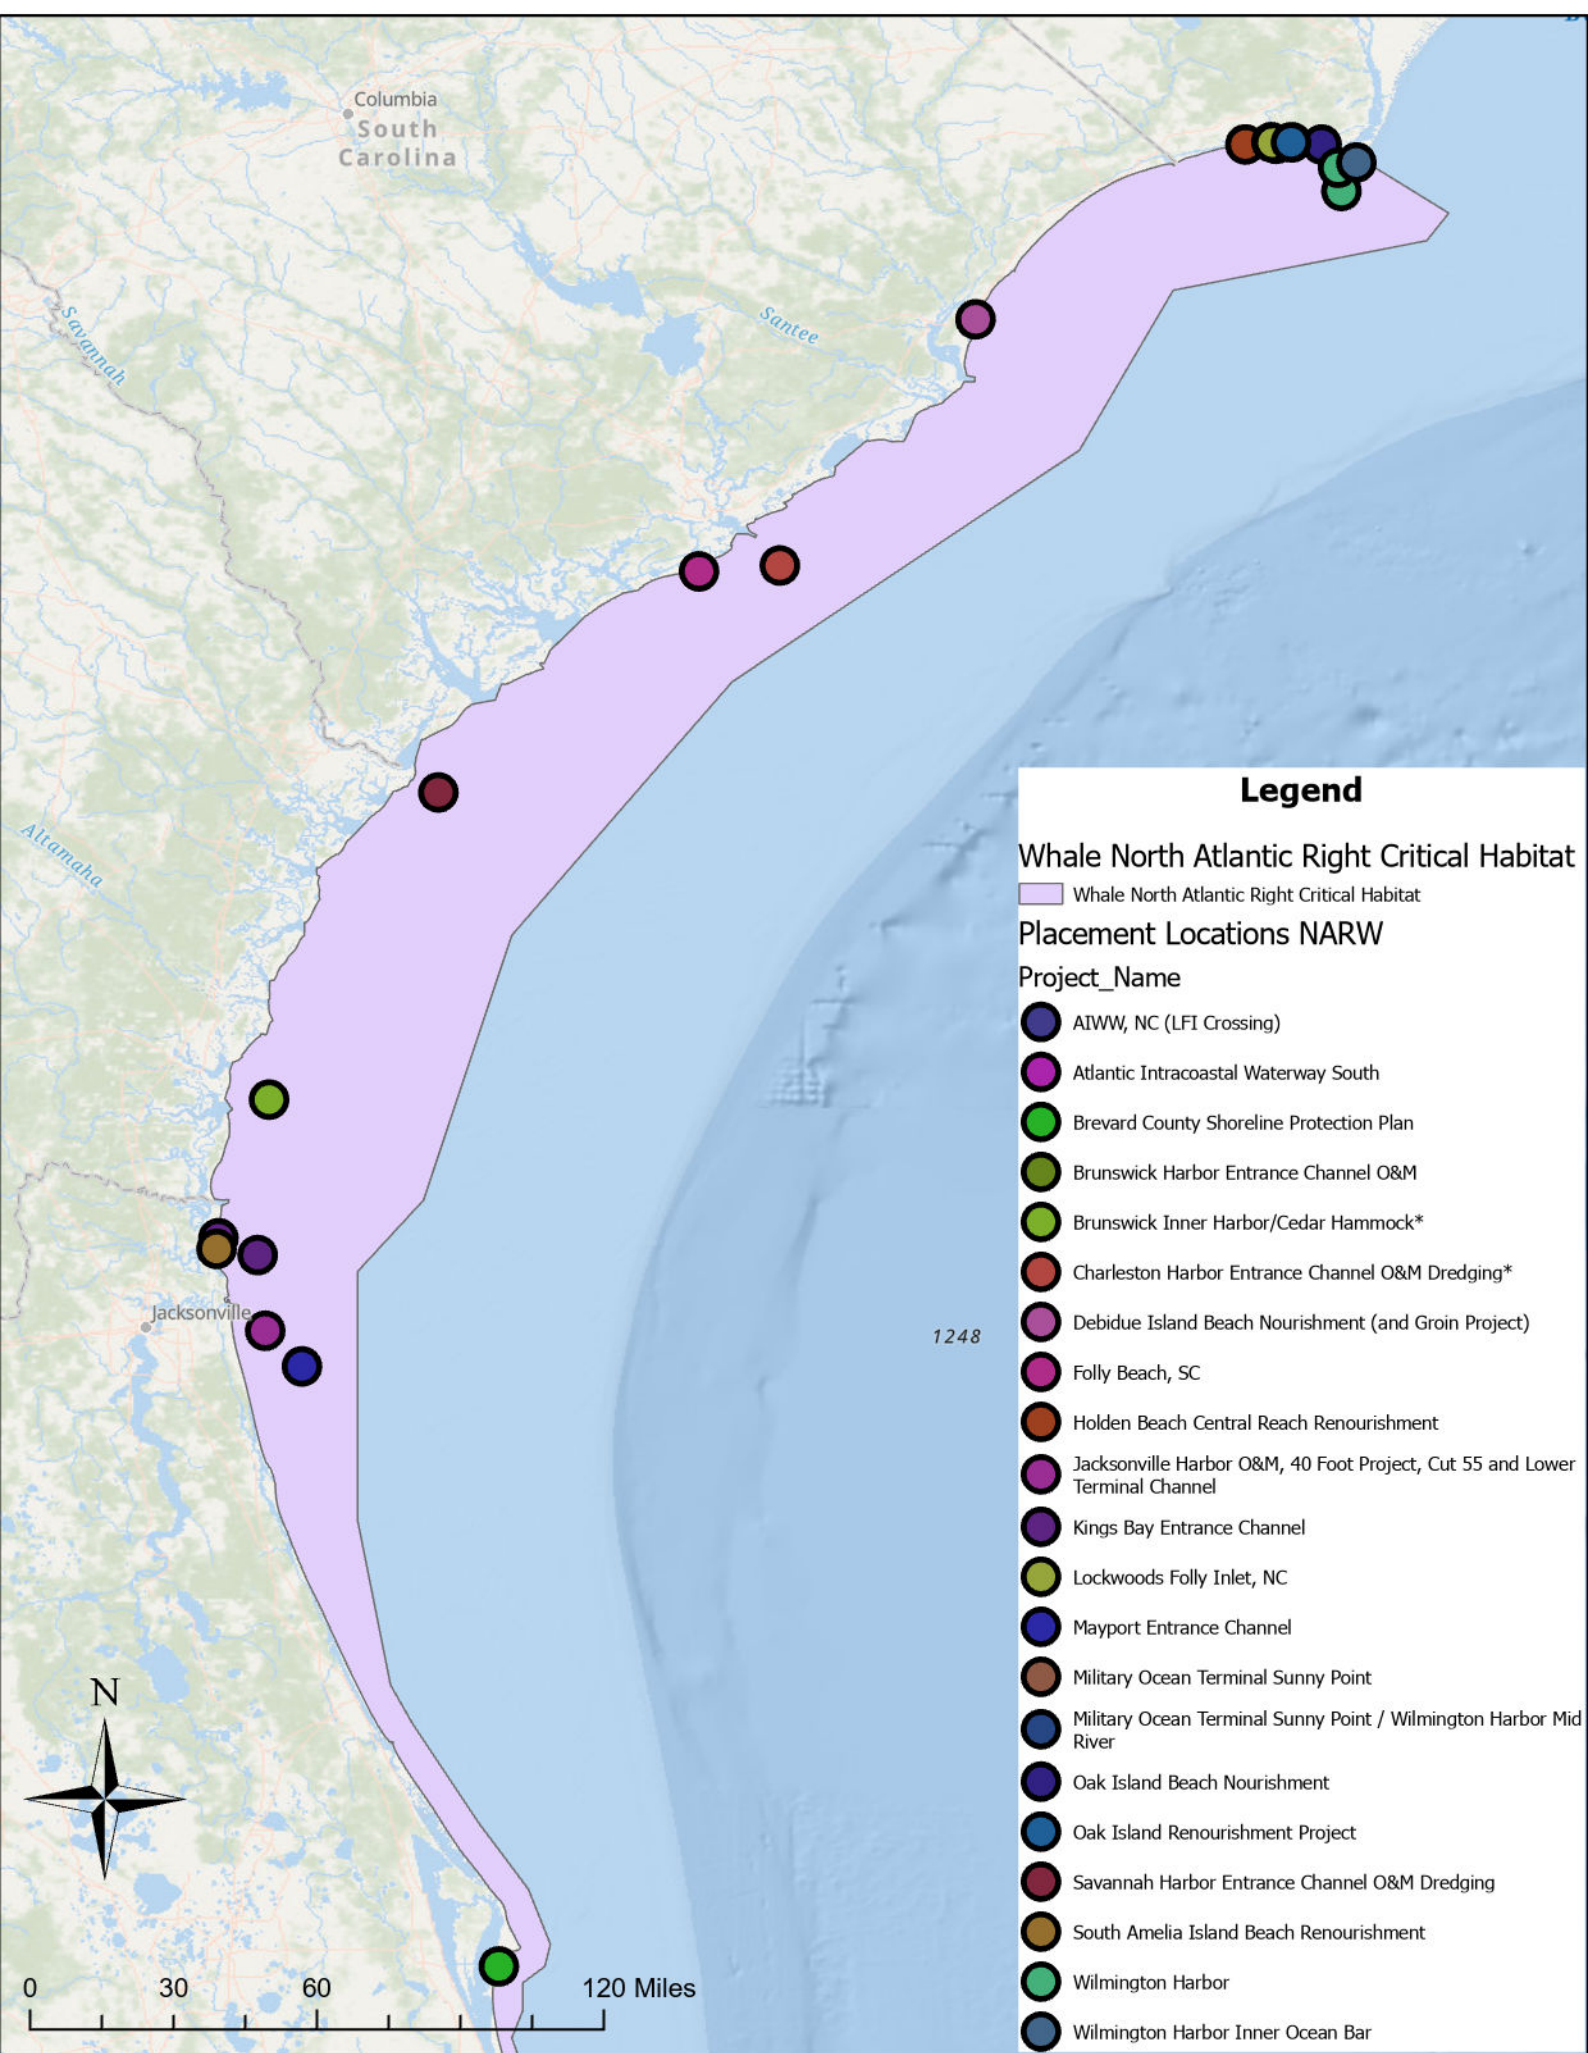 Columbia
South
Carolina
Santee
Savannah
Altamaha
Jacksonville
1248
N
0 30 60 120 Miles
Legend
Whale North Atlantic Right Critical Habitat
Whale North Atlantic Right Critical Habitat
Placement Locations NARW
Project_Name
AIWW, NC (LFI Crossing)
Atlantic Intracoastal Waterway South
Brevard County Shoreline Protection Plan
Brunswick Harbor Entrance Channel O&M
Brunswick Inner Harbor/Cedar Hammock*
Charleston Harbor Entrance Channel O&M Dredging*
Debidue Island Beach Nourishment (and Groin Project)
Folly Beach, SC
Holden Beach Central Reach Renourishment
Jacksonville Harbor O&M, 40 Foot Project, Cut 55 and Lower
Terminal Channel
Kings Bay Entrance Channel
Lockwoods Folly Inlet, NC
Mayport Entrance Channel
Military Ocean Terminal Sunny Point
Military Ocean Terminal Sunny Point / Wilmington Harbor Mid
River
Oak Island Beach Nourishment
Oak Island Renourishment Project
Savannah Harbor Entrance Channel O&M Dredging
South Amelia Island Beach Renourishment
Wilmington Harbor
Wilmington Harbor Inner Ocean Bar